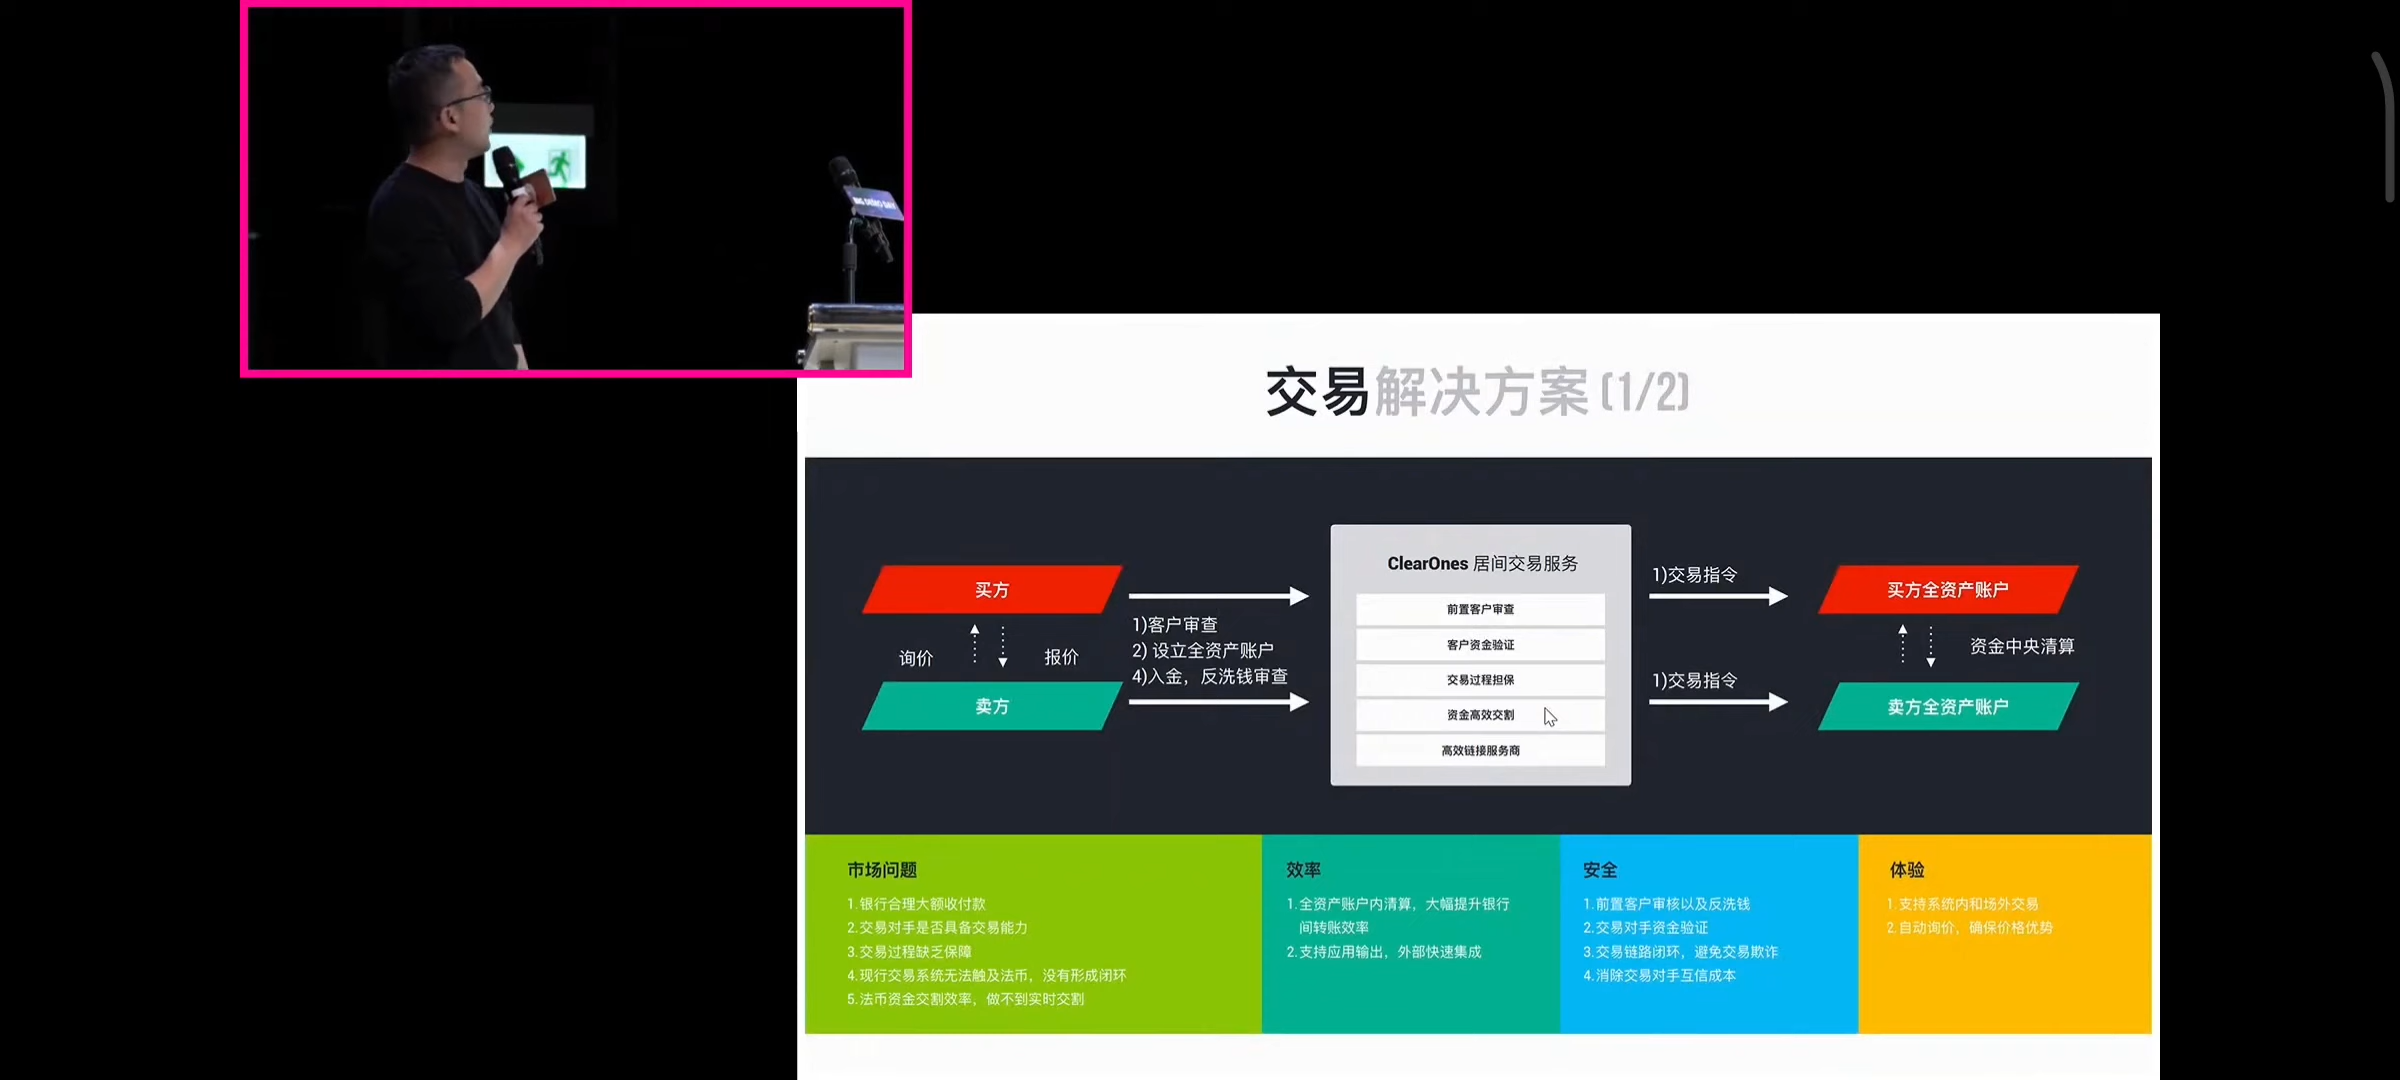 BIG DEMO DAY
交易解决方案(1/2)
买方
询价
报价
卖方
1)客户审查
2) 设立全资产账户
4)入金，反洗钱审查
ClearOnes 居间交易服务
前置客户审查
客户资金验证
交易过程担保
资金高效交割
高效链接服务商
1)交易指令
1)交易指令
买方全资产账户
资金中央清算
卖方全资产账户
市场问题
1.银行合理大额收付款
2.交易对手是否具备交易能力
3.交易过程缺乏保障
4.现行交易系统无法触及法币，没有形成闭环
5.法币资金交割效率，做不到实时交割
效率
1.全资产账户内清算，大幅提升银行
间转账效率
2.支持应用输出，外部快速集成
安全
1.前置客户审核以及反洗钱
2.交易对手资金验证
3.交易链路闭环，避免交易欺诈
4.消除交易对手互信成本
体验
1.支持系统内和场外交易
2.自动询价，确保价格优势